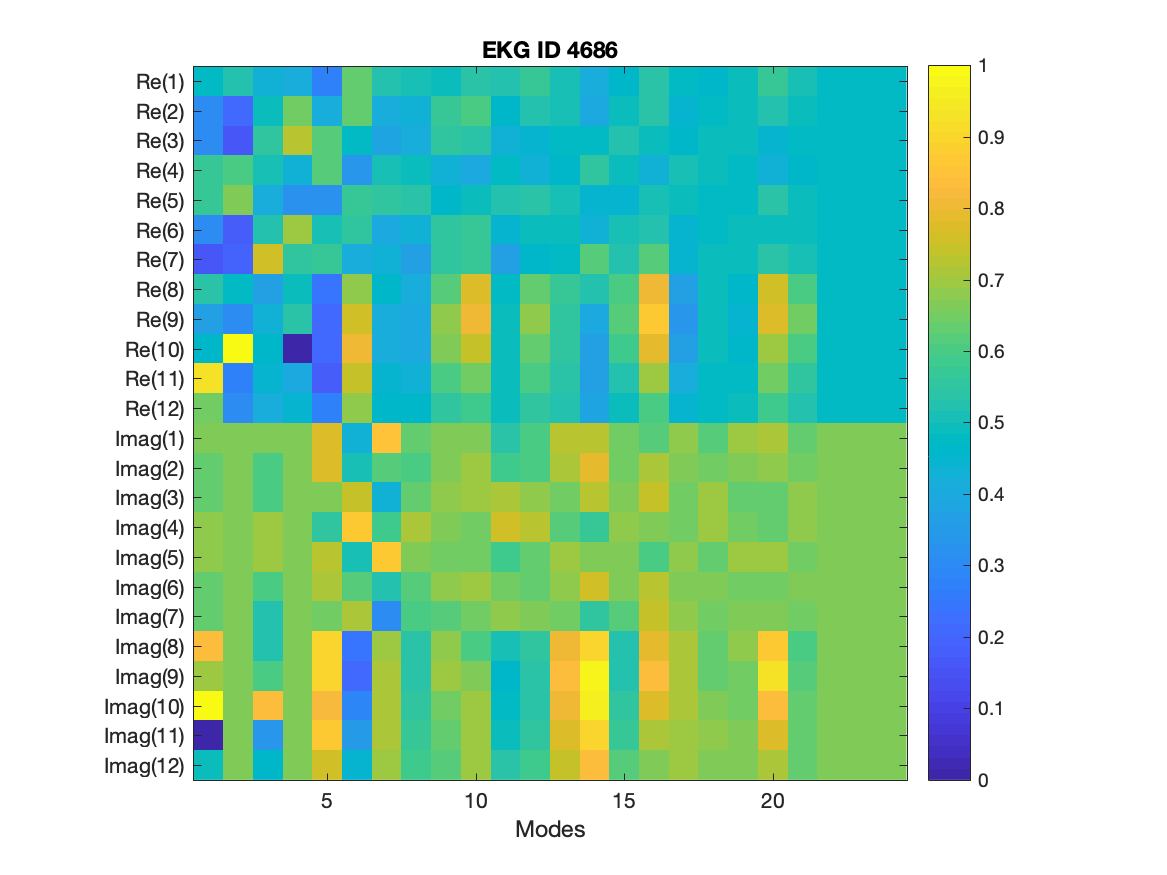 EKG ID 4686
Re(1)
Re(2)
Re(3)
Re(4)
Re(5)
Re(6)
Re(7)
Re(8)
Re(9)
Re(10)
Re(11)
Re(12)
Imag(1)
Imag(2)
Imag(3)
Imag(4)
Imag(5)
Imag(6)
Imag(7)
Imag(8)
Imag(9)
Imag(10)
Imag(11)
Imag(12)
5 10 15 20
Modes
1
0.9
0.8
0.7
0.6
0.5
0.4
0.3
0.2
0.1
0